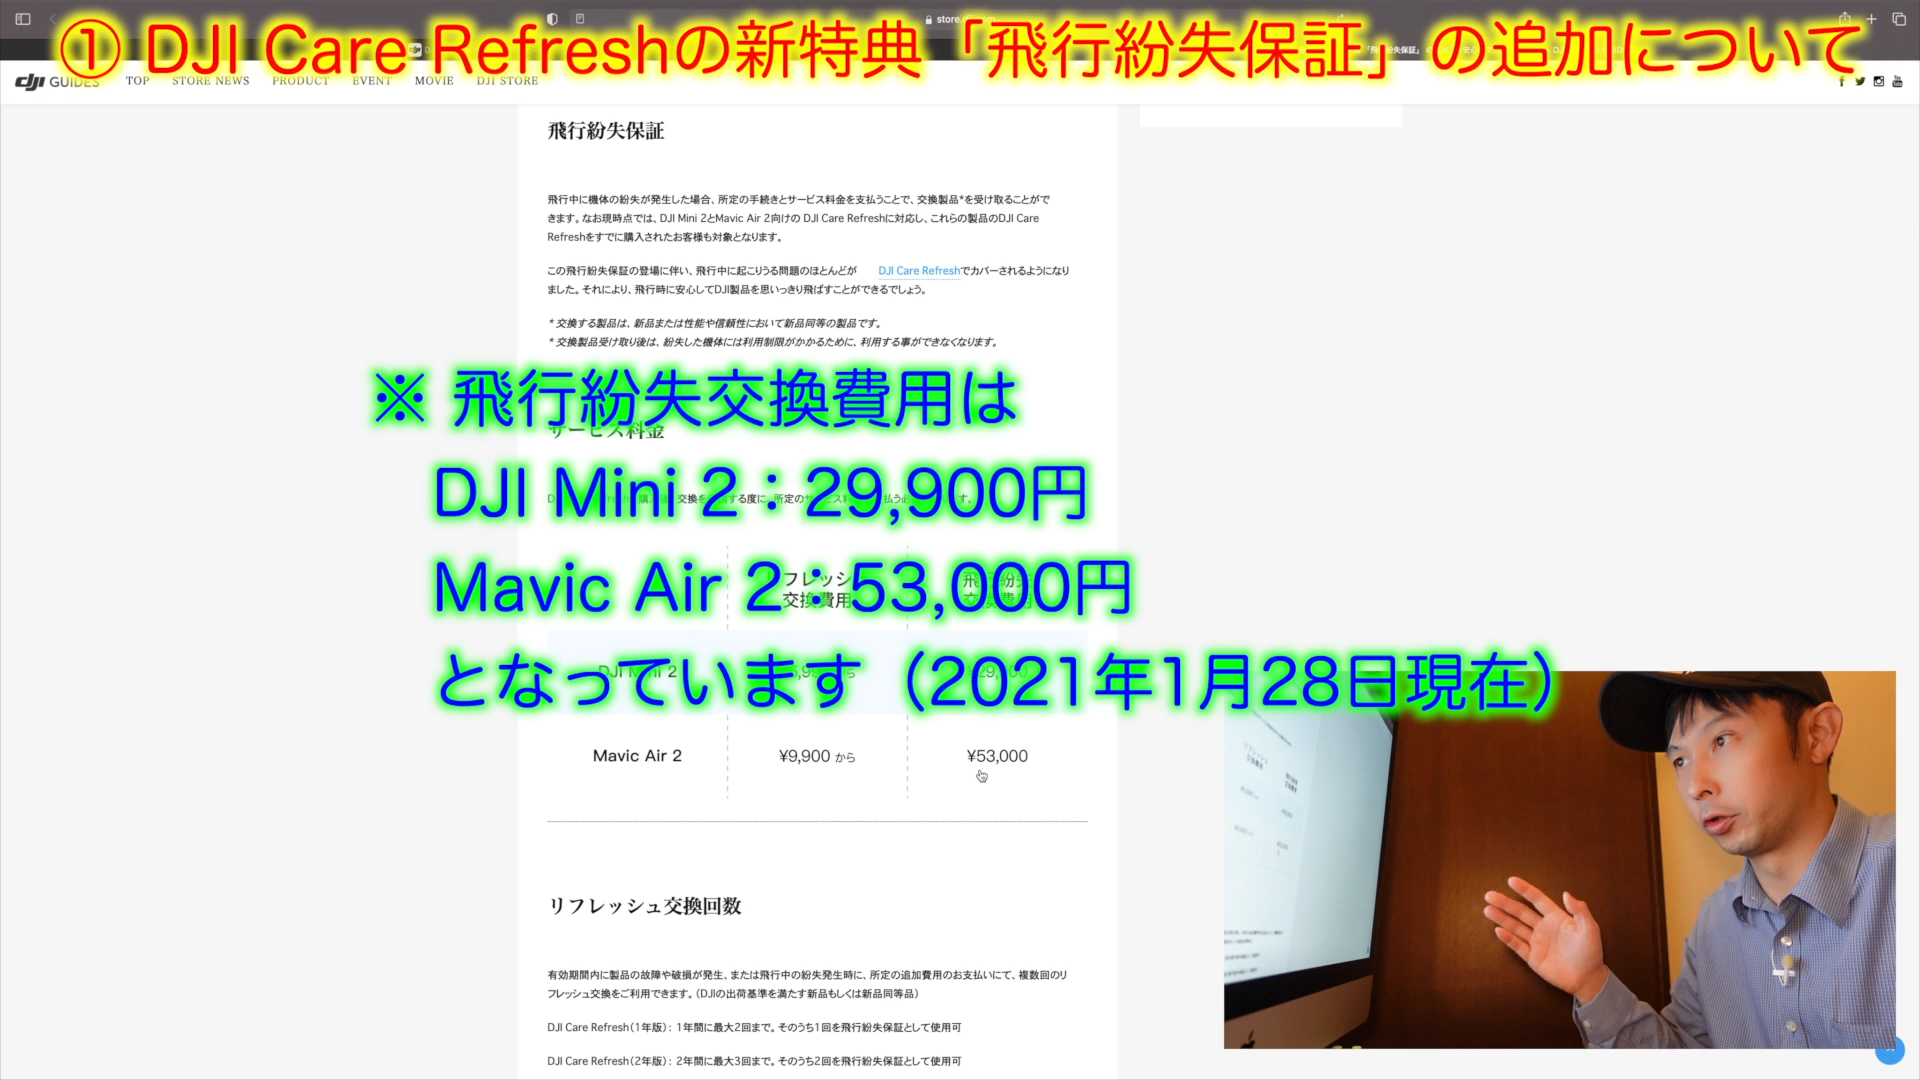 store.
① DJI Care Refreshの新特典「飛行紛失保証」の追加について
dji GUIDES TOP STORE NEWS PRODUCT EVENT MOVIE DJI STORE
飛行紛失保証
飛行中に機体の紛失が発生した場合、所定の手続きとサービス料金を支払うことで、交換製品*を受け取ることがで
きます。なお現時点では、DJI Mini 2とMavic Air 2向けの DJI Care Refreshに対応し、これらの製品のDJI Care
Refreshをすでに購入されたお客様も対象となります。
この飛行紛失保証の登場に伴い、飛行中に起こりうる問題のほとんどが DJI Care Refreshでカバーされるようになり
ました。それにより、飛行時に安心してDJI製品を思いっきり飛ばすことができるでしょう。
* 交換する製品は、新品または性能や信頼性において新品同等の製品です。
* 交換製品受け取り後は、紛失した機体には利用制限がかかるために、利用する事ができなくなります。
※ 飛行紛失交換費用は
サービス料金
DJI Mini 2：29,900円
Mavic Air 2：53,000円
フレッシ
交換費用
となっています（2021年1月28日現在）
DJI Mini 2
Mavic Air 2 ¥9,900 から ¥53,000
リフレッシュ交換回数
有効期間内に製品の故障や破損が発生、または飛行中の紛失発生時に、所定の追加費用のお支払いにて、複数回のリ
フレッシュ交換をご利用できます。（DJIの出荷基準を満たす新品もしくは新品同等品）
DJI Care Refresh（1年版）： 1年間に最大2回まで。そのうち1回を飛行紛失保証として使用可
DJI Care Refresh（2年版）： 2年間に最大3回まで。そのうち2回を飛行紛失保証として使用可